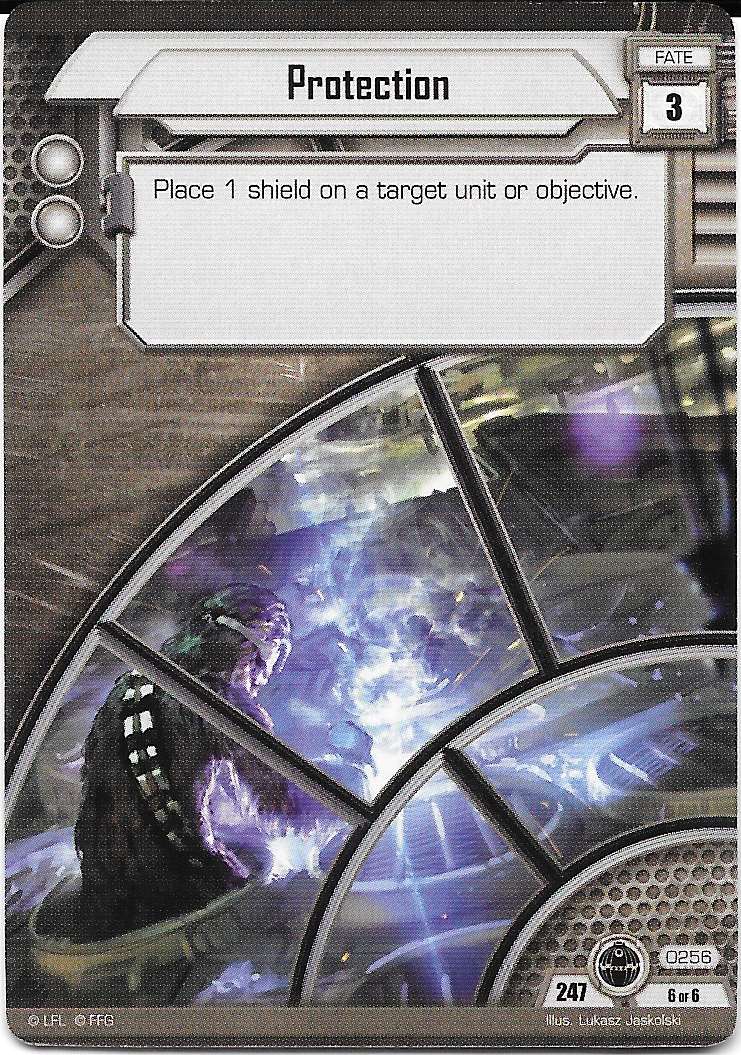 Protection
FATE
3
Place 1 shield on a target unit or objective.
0256
247
6 OF 6
© LFL © FFG
Illus. Lukasz Jaskolski